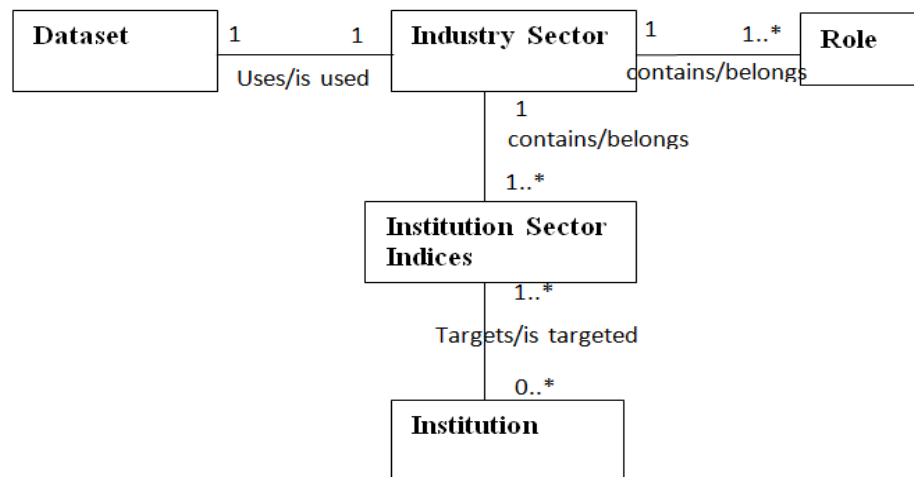 Dataset
1
1
Uses/is used
Industry Sector
1
1..*
contains/belongs
Role
1
contains/belongs
1..*
Institution Sector
Indices
1..*
Targets/is targeted
0..*
Institution